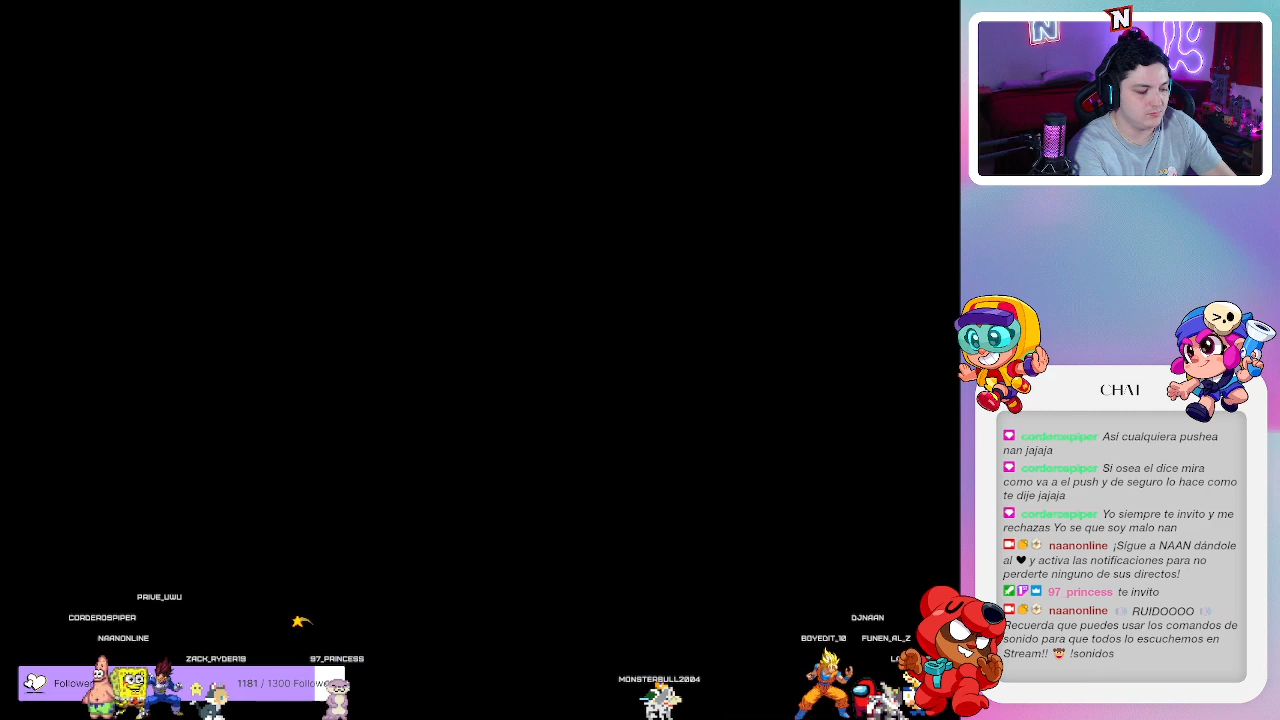 N
N
CHAT
corderospiper Así cualquiera pushea
nan jajaja
corderospiper Si osea el dice mira
como va a el push y de seguro lo hace como
te dije jajaja
corderospiper Yo siempre te invito y me
rechazas Yo se que soy malo nan
naanonline ¡Sigue a NAAN dándole
al ♥ y activa las notificaciones para no
perderte ninguno de sus directos!
97_princess te invito
naanonline RUIDOOOO
Recuerda que puedes usar los comandos de
sonido para que todos lo escuchemos en
Stream!! !sonidos
PRIVE_UWU
CORDEROSPIPER
NAANONLINE
ZACK_RYDER19
97_PRINCESS
1181 / 1300 Followe
MONSTERBULL2004
DJNAAN
BOYEDIT_10
FUNEN_AL_Z